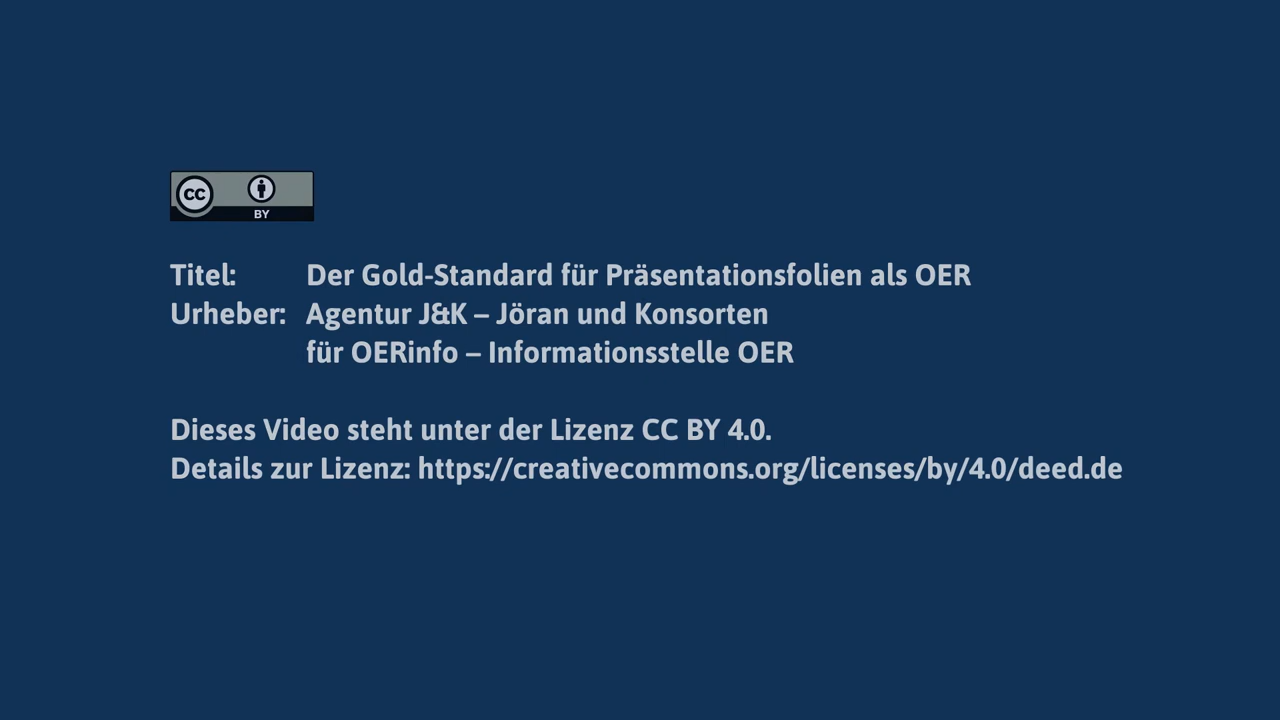 CC
BY
Titel: Der Gold-Standard für Präsentationsfolien als OER
Urheber: Agentur J&K – Jöran und Konsorten
für OERinfo – Informationsstelle OER
Dieses Video steht unter der Lizenz CC BY 4.0.
Details zur Lizenz: https://creativecommons.org/licenses/by/4.0/deed.de